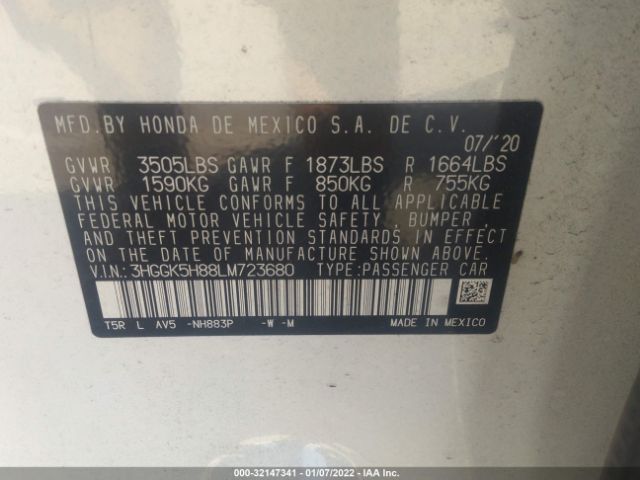 MFD.BY HONDA DE MEXICO S.A. DE C.V.
07/'20
GVWR 3505LBS GAWR F 1873LBS R 1664LBS
GVWR 1590KG GAWR F 850KG R 755KG
THIS VEHICLE CONFORMS TO ALL APPLICABLE
FEDERAL MOTOR VEHICLE SAFETY, BUMPER,
AND THEFT PREVENTION STANDARDS IN EFFECT
ON THE DATE OF MANUFACTURE SHOWN ABOVE.
V.I.N.: 3HGGK5H88LM723680 TYPE:PASSENGER CAR
T5R L AV5 -NH883P -W -M MADE IN MEXICO
000-32147341 - 01/07/2022 - IAA Inc.